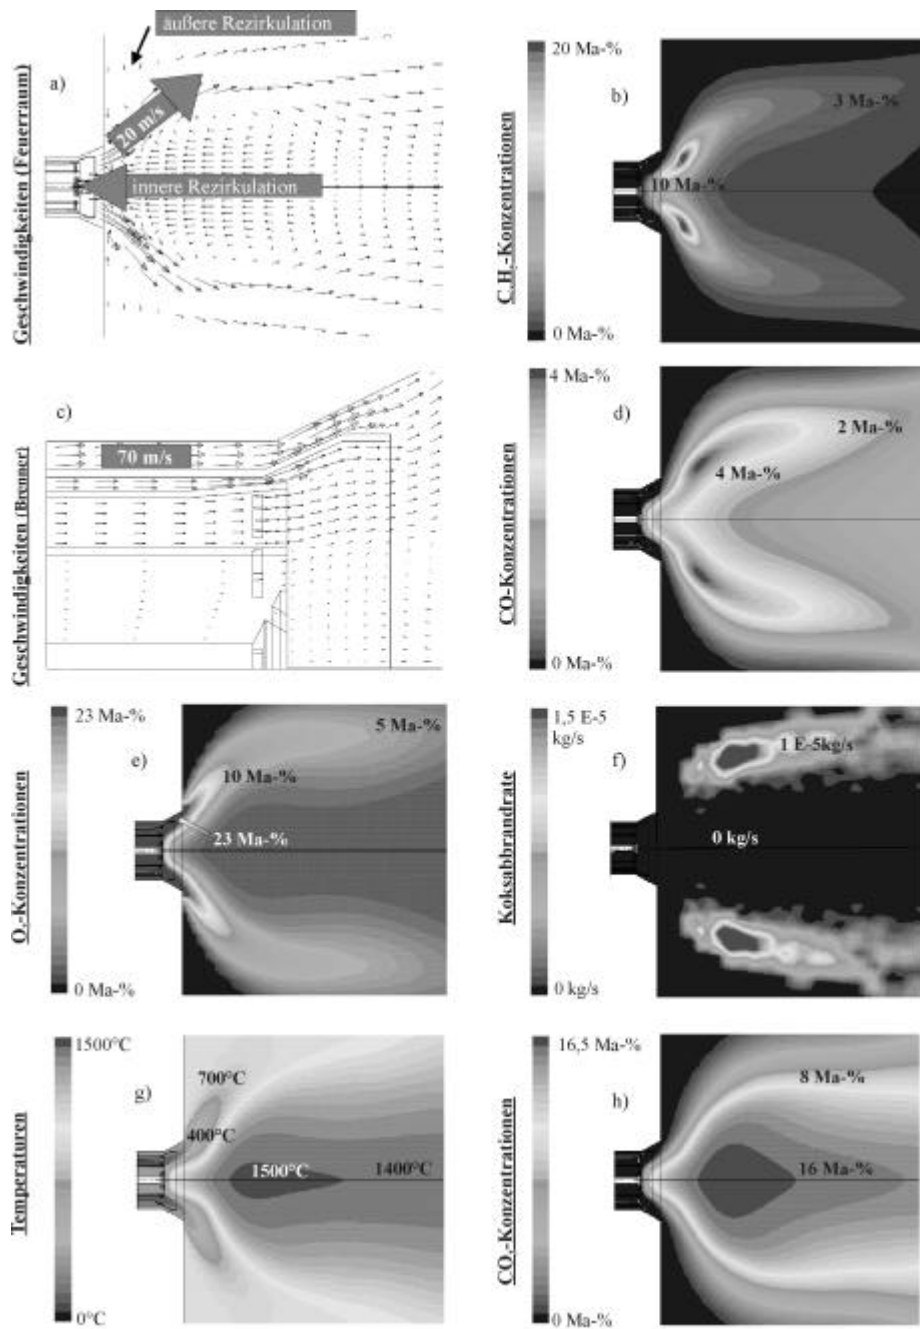 äußere Rezirkulation
a)
20 m/s
innere Rezirkulation
Geschwindigkeiten (Feuerraum)
20 Ma-%
b)
3 Ma-%
10 Ma-%
0 Ma-%
CₓHᵧ-Konzentrationen
c)
70 m/s
Geschwindigkeiten (Brenner)
4 Ma-%
d)
2 Ma-%
4 Ma-%
0 Ma-%
CO-Konzentrationen
23 Ma-%
e)
5 Ma-%
10 Ma-%
23 Ma-%
0 Ma-%
O₂-Konzentrationen
1,5 E-5
kg/s
f)
1 E-5kg/s
0 kg/s
0 kg/s
Koksabbrandrate
1500°C
g)
700°C
400°C
1500°C
1400°C
0°C
Temperaturen
16,5 Ma-%
h)
8 Ma-%
16 Ma-%
0 Ma-%
CO₂-Konzentrationen